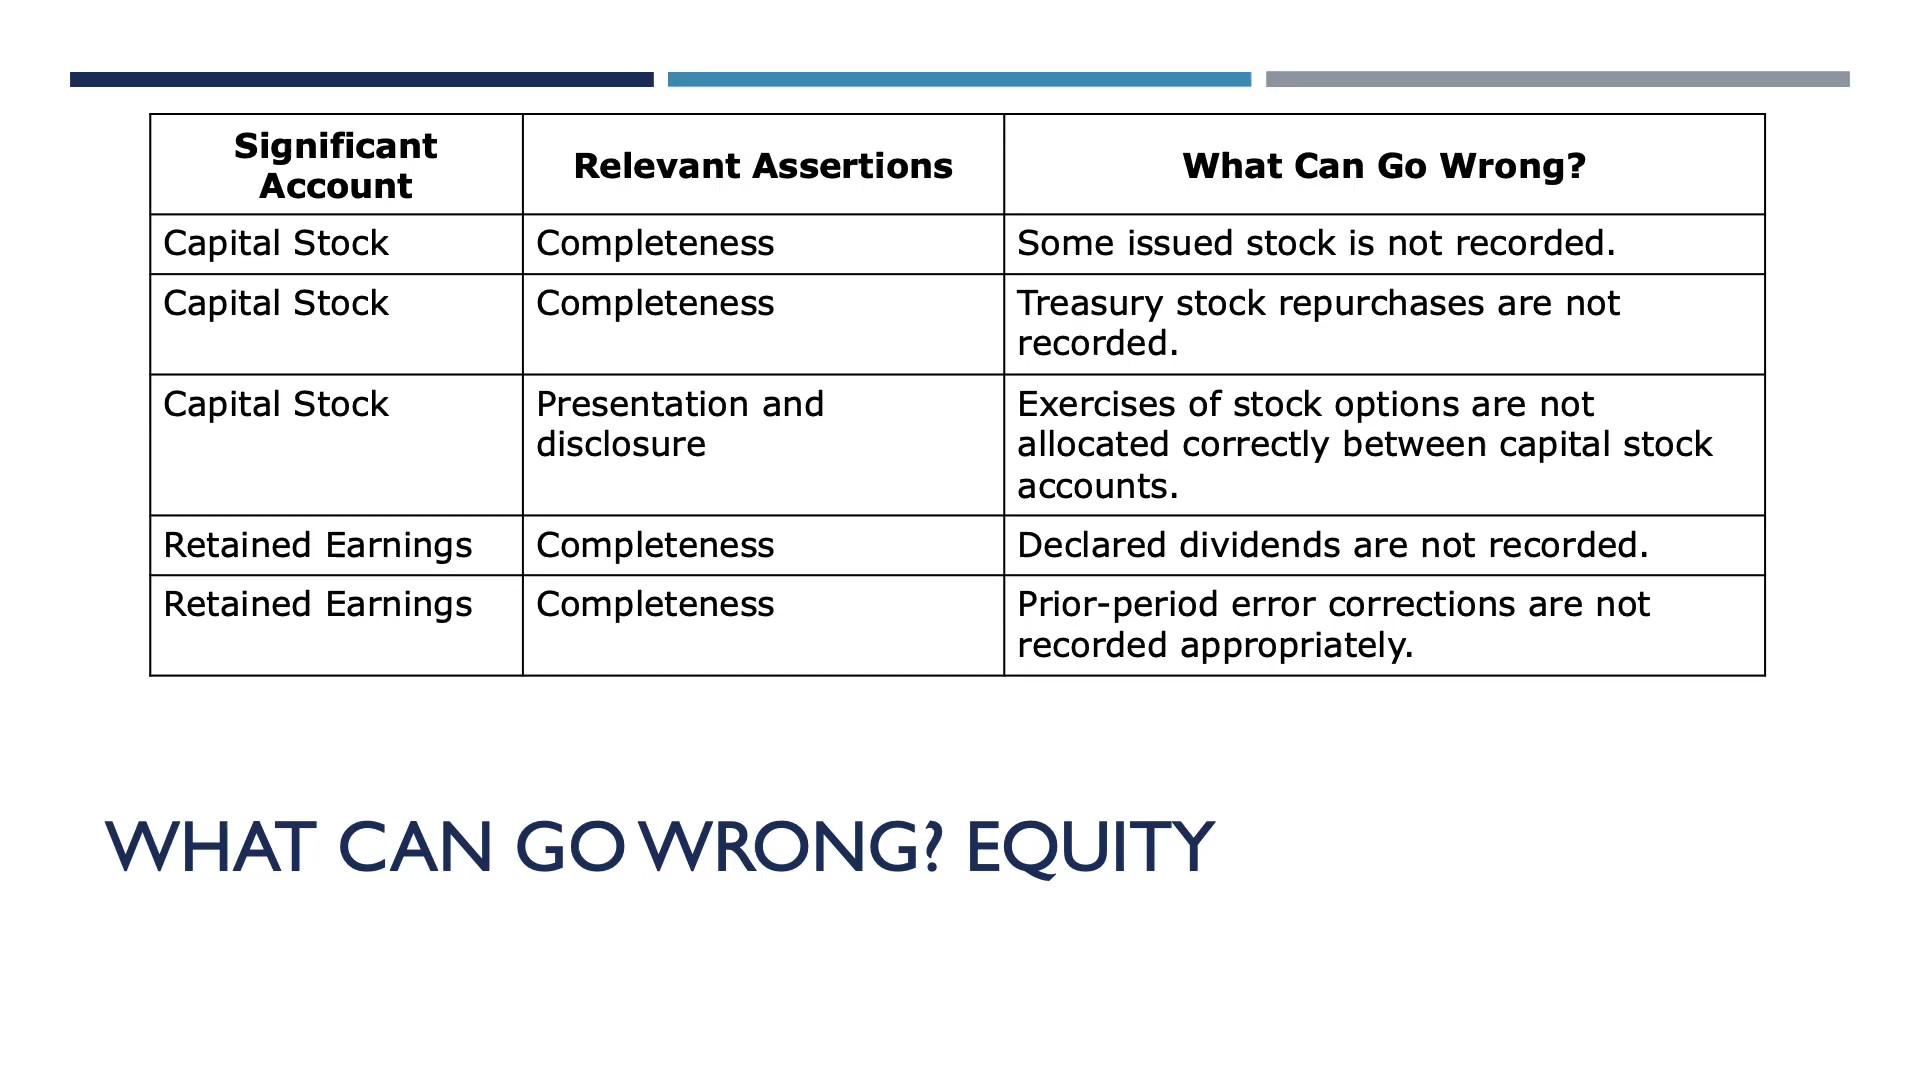 Significant
Account
Relevant Assertions
What Can Go Wrong?
Capital Stock
Completeness
Some issued stock is not recorded.
Capital Stock
Completeness
Treasury stock repurchases are not
recorded.
Capital Stock
Presentation and
disclosure
Exercises of stock options are not
allocated correctly between capital stock
accounts.
Retained Earnings
Completeness
Declared dividends are not recorded.
Retained Earnings
Completeness
Prior-period error corrections are not
recorded appropriately.
WHAT CAN GO WRONG? EQUITY